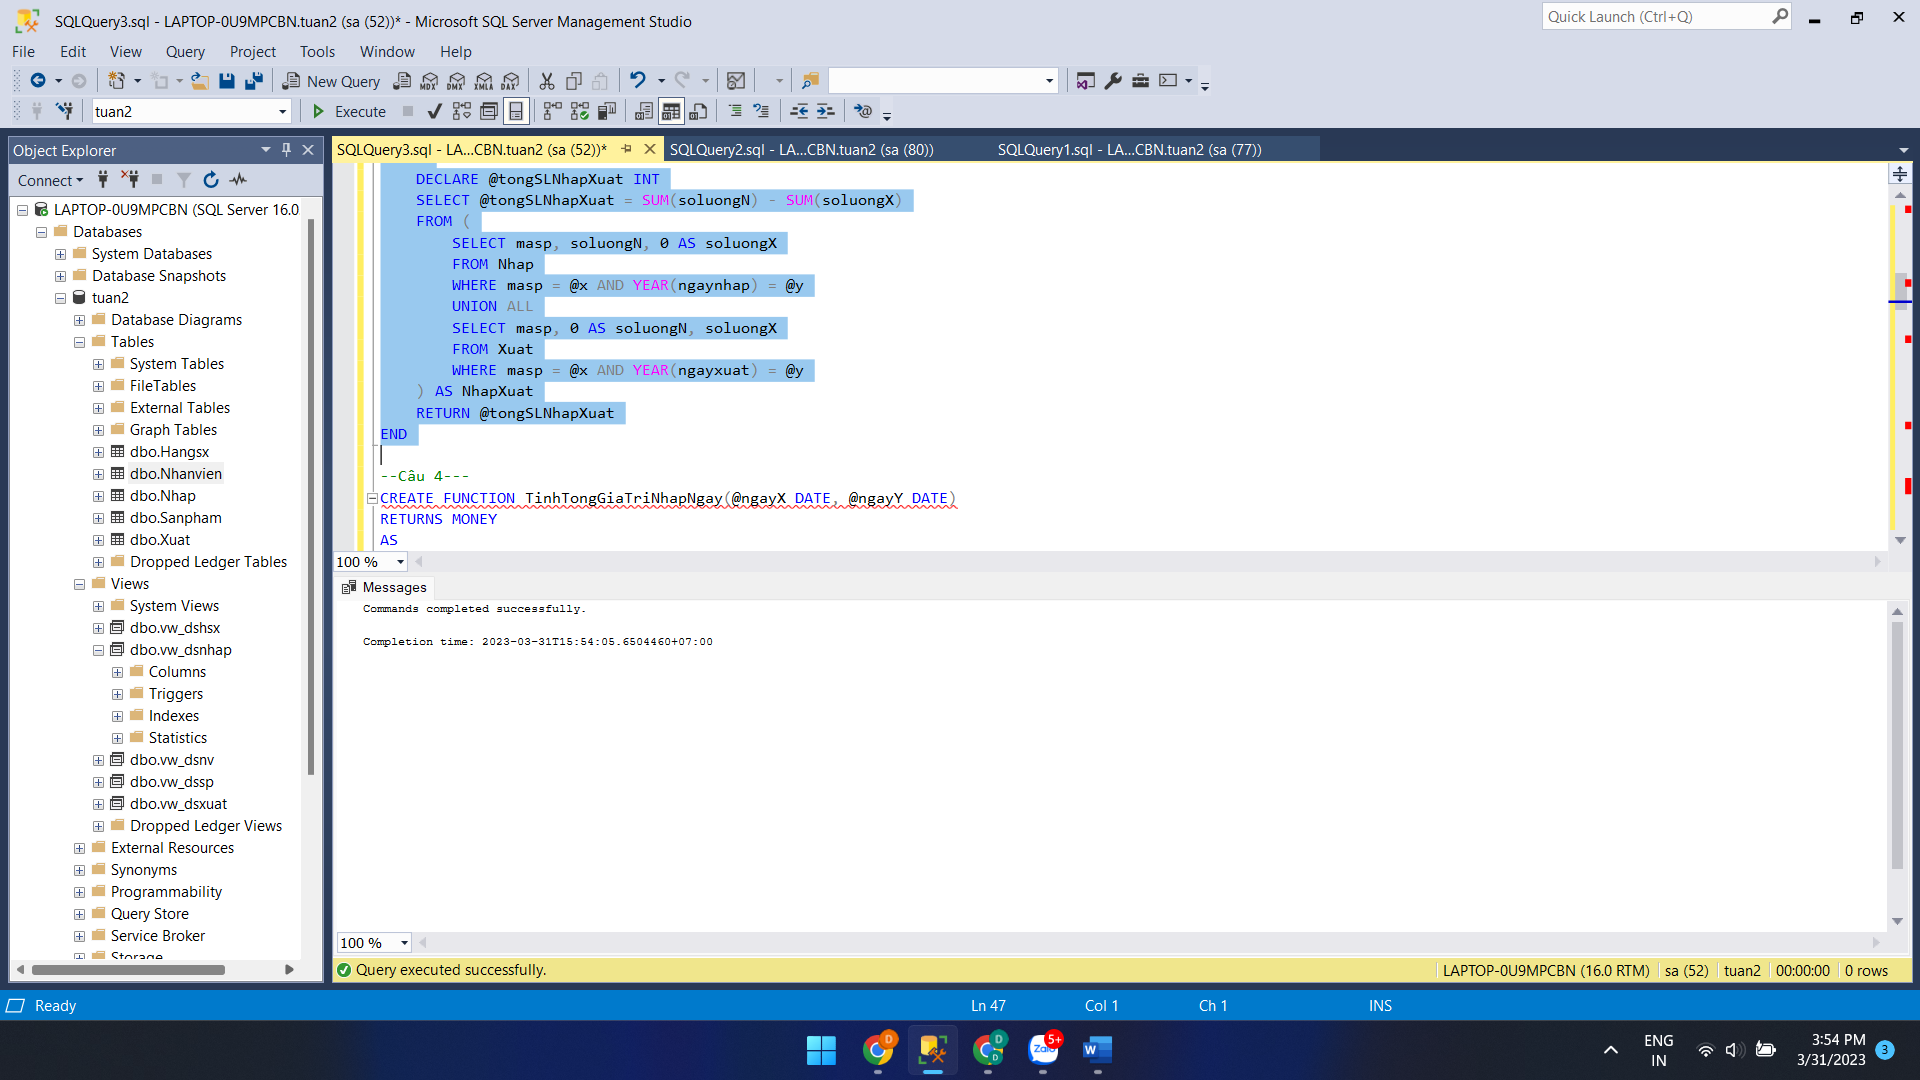 SQLQuery3.sql - LAPTOP-0U9MPCBN.tuan2 (sa (52))* - Microsoft SQL Server Management Studio
Quick Launch (Ctrl+Q)
File Edit View Query Project Tools Window Help
New Query
MDX DMX XMLA DAX
tuan2
Execute
Object Explorer
Connect
LAPTOP-0U9MPCBN (SQL Server 16.0
Databases
System Databases
Database Snapshots
tuan2
Database Diagrams
Tables
System Tables
FileTables
External Tables
Graph Tables
dbo.Hangsx
dbo.Nhanvien
dbo.Nhap
dbo.Sanpham
dbo.Xuat
Dropped Ledger Tables
Views
System Views
dbo.vw_dshsx
dbo.vw_dsnhap
Columns
Triggers
Indexes
Statistics
dbo.vw_dsnv
dbo.vw_dssp
dbo.vw_dsxuat
Dropped Ledger Views
External Resources
Synonyms
Programmability
Query Store
Service Broker
Storage
SQLQuery3.sql - LA...CBN.tuan2 (sa (52))* SQLQuery2.sql - LA...CBN.tuan2 (sa (80)) SQLQuery1.sql - LA...CBN.tuan2 (sa (77))
DECLARE @tongSLNhapXuat INT
SELECT @tongSLNhapXuat = SUM(soluongN) - SUM(soluongX)
FROM (
SELECT masp, soluongN, 0 AS soluongX
FROM Nhap
WHERE masp = @x AND YEAR(ngaynhap) = @y
UNION ALL
SELECT masp, 0 AS soluongN, soluongX
FROM Xuat
WHERE masp = @x AND YEAR(ngayxuat) = @y
) AS NhapXuat
RETURN @tongSLNhapXuat
END
--Câu 4---
CREATE FUNCTION TinhTongGiaTriNhapNgay(@ngayX DATE, @ngayY DATE)
RETURNS MONEY
AS
100 %
Messages
Commands completed successfully.
Completion time: 2023-03-31T15:54:05.6504460+07:00
100 %
Query executed successfully.
LAPTOP-0U9MPCBN (16.0 RTM) sa (52) tuan2 00:00:00 0 rows
Ready Ln 47 Col 1 Ch 1 INS
D
D
D
Zalo
5+
W
ENG
IN
3:54 PM
3/31/2023
3